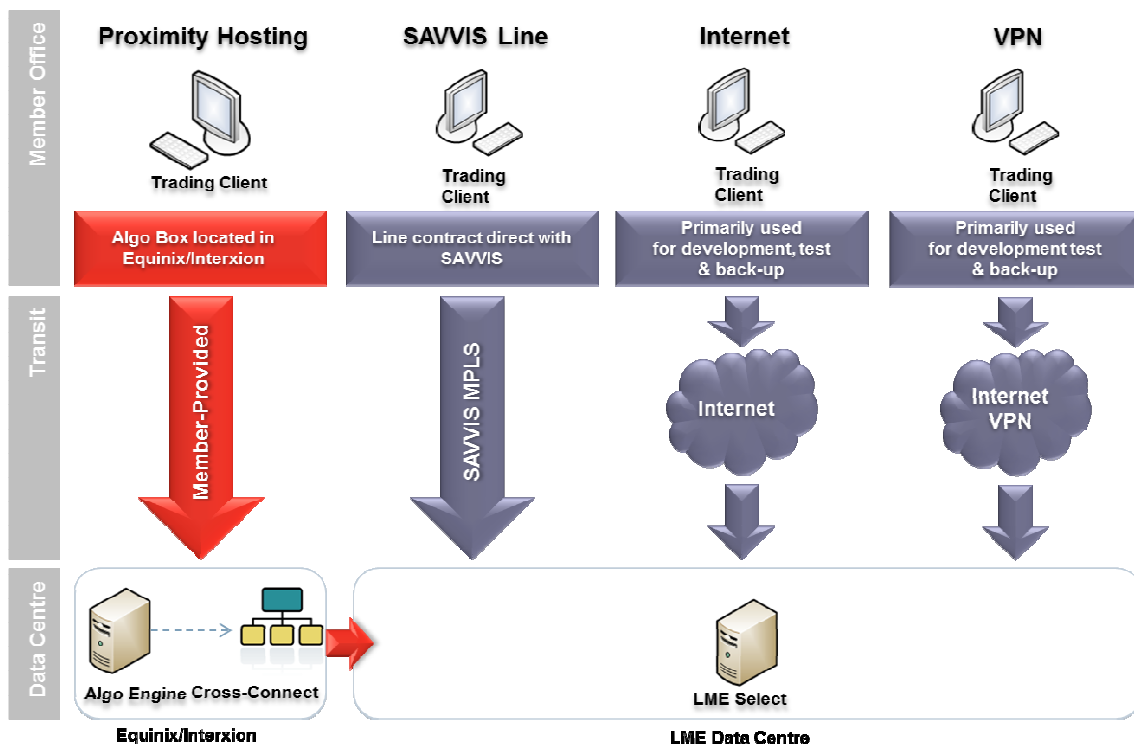 Member Office
Proximity Hosting
SAVVIS Line
Internet
VPN
Trading Client
Trading
Client
Trading
Client
Trading
Client
Algo Box located in
Equinix/Interxion
Line contract direct with
SAVVIS
Primarily used
for development, test
& back-up
Primarily used
for development test
& back-up
Transit
Member-Provided
SAVVIS MPLS
Internet
Internet
VPN
Data Centre
Algo Engine
Cross-Connect
LME Select
Equinix/Interxion
LME Data Centre